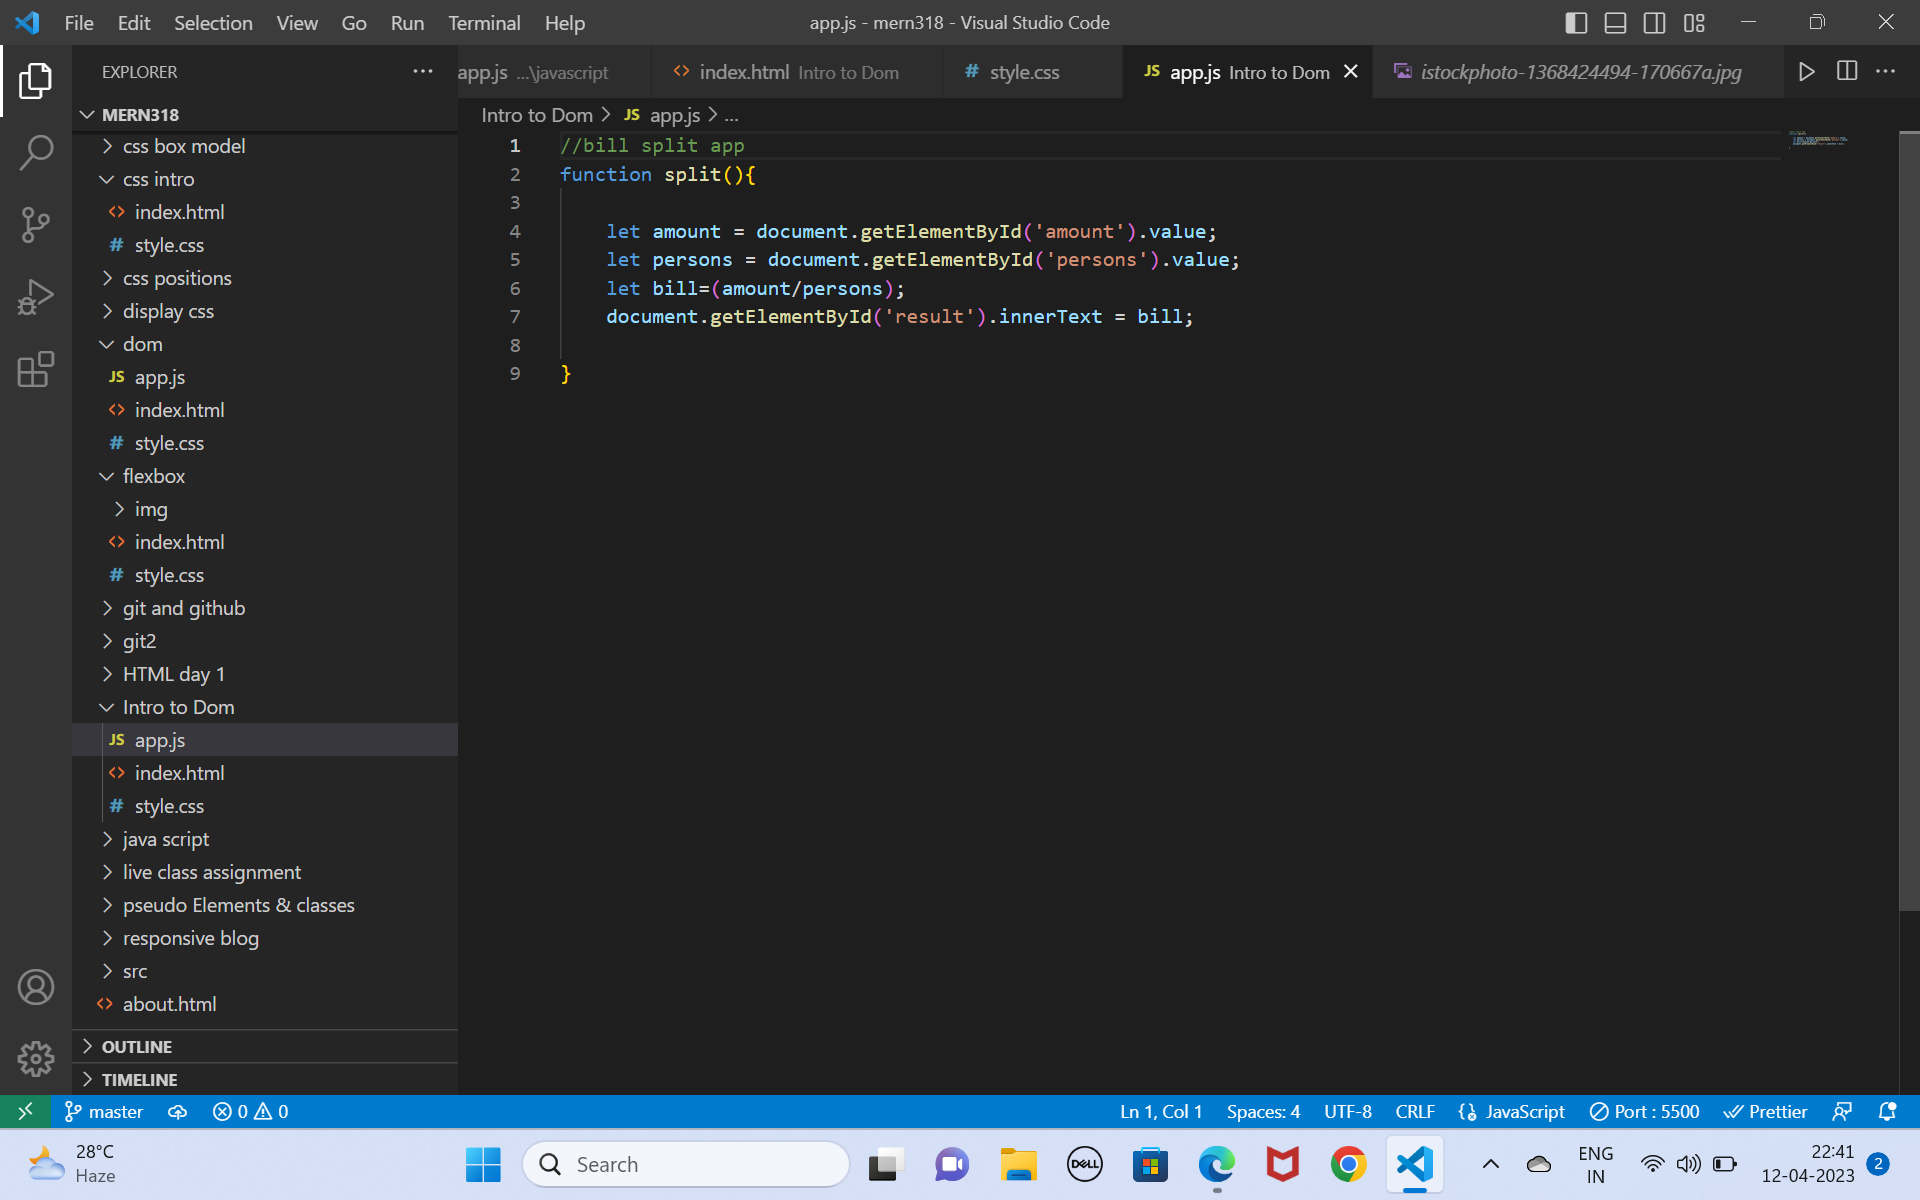 File Edit Selection View Go Run Terminal Help
app.js - mern318 - Visual Studio Code
EXPLORER
app.js ...\javascript
index.html Intro to Dom
# style.css
JS app.js Intro to Dom
istockphoto-1368424494-170667a.jpg
MERN318
Intro to Dom > JS app.js > ...
css box model
css intro
index.html
# style.css
css positions
display css
dom
JS app.js
index.html
# style.css
flexbox
img
index.html
# style.css
git and github
git2
HTML day 1
Intro to Dom
JS app.js
index.html
# style.css
java script
live class assignment
pseudo Elements & classes
responsive blog
src
about.html
OUTLINE
TIMELINE
1 //bill split app
2 function split(){
3
4 let amount = document.getElementById('amount').value;
5 let persons = document.getElementById('persons').value;
6 let bill=(amount/persons);
7 document.getElementById('result').innerText = bill;
8
9 }
master 0 0
Ln 1, Col 1 Spaces: 4 UTF-8 CRLF JavaScript Port : 5500 Prettier
28°C
Haze
Search
DELL
ENG
IN
22:41
12-04-2023
2